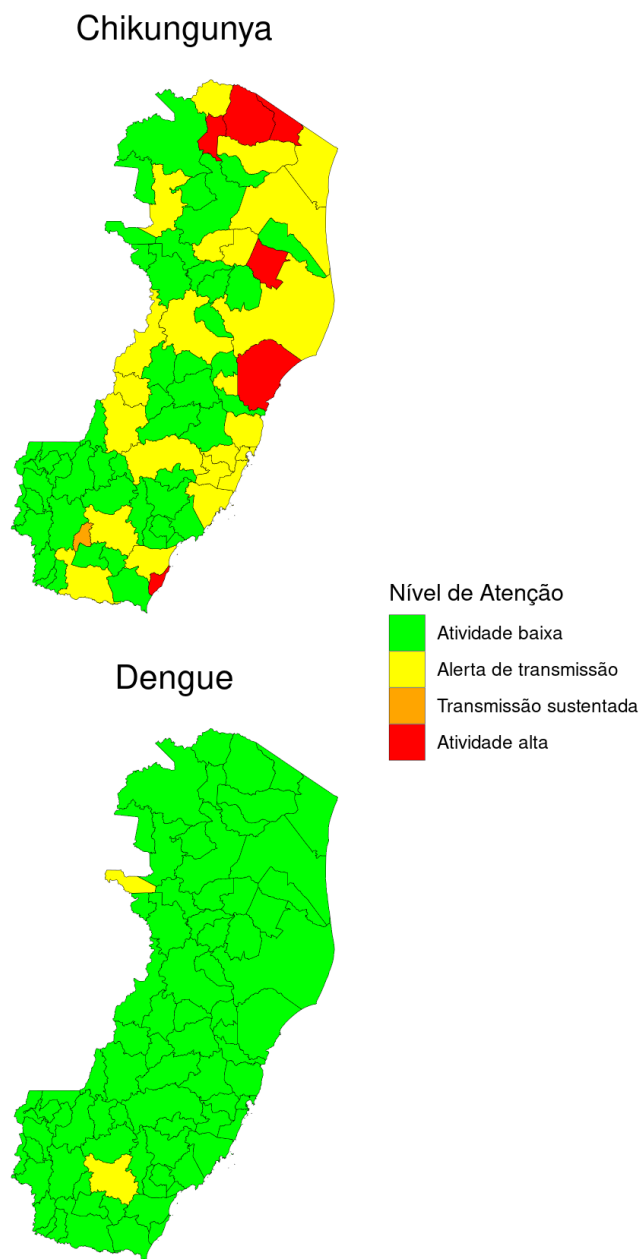 Chikungunya
Nível de Atenção
Atividade baixa
Alerta de transmissão
Transmissão sustentada
Atividade alta
Dengue